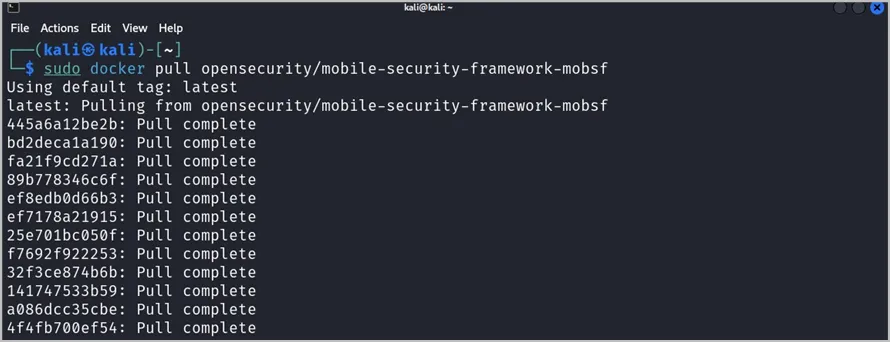 kali@kali: ~
File Actions Edit View Help
┌──(kali㉿kali)-[~]
└─$ sudo docker pull opensecurity/mobile-security-framework-mobsf
Using default tag: latest
latest: Pulling from opensecurity/mobile-security-framework-mobsf
445a6a12be2b: Pull complete
bd2deca1a190: Pull complete
fa21f9cd271a: Pull complete
89b778346c6f: Pull complete
ef8edb0d66b3: Pull complete
ef7178a21915: Pull complete
25e701bc050f: Pull complete
f7692f922253: Pull complete
32f3ce874b6b: Pull complete
141747533b59: Pull complete
a086dcc35cbe: Pull complete
4f4fb700ef54: Pull complete